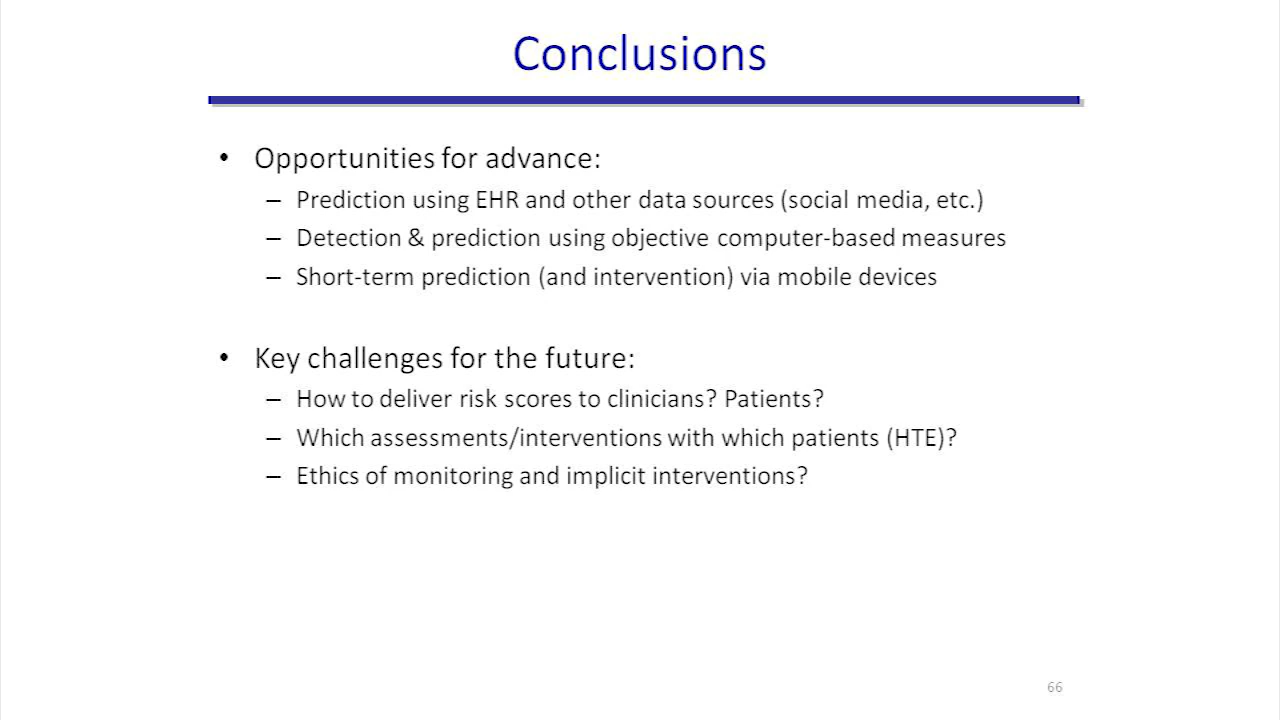 Conclusions
• Opportunities for advance:
– Prediction using EHR and other data sources (social media, etc.)
– Detection & prediction using objective computer-based measures
– Short-term prediction (and intervention) via mobile devices
• Key challenges for the future:
– How to deliver risk scores to clinicians? Patients?
– Which assessments/interventions with which patients (HTE)?
– Ethics of monitoring and implicit interventions?
66